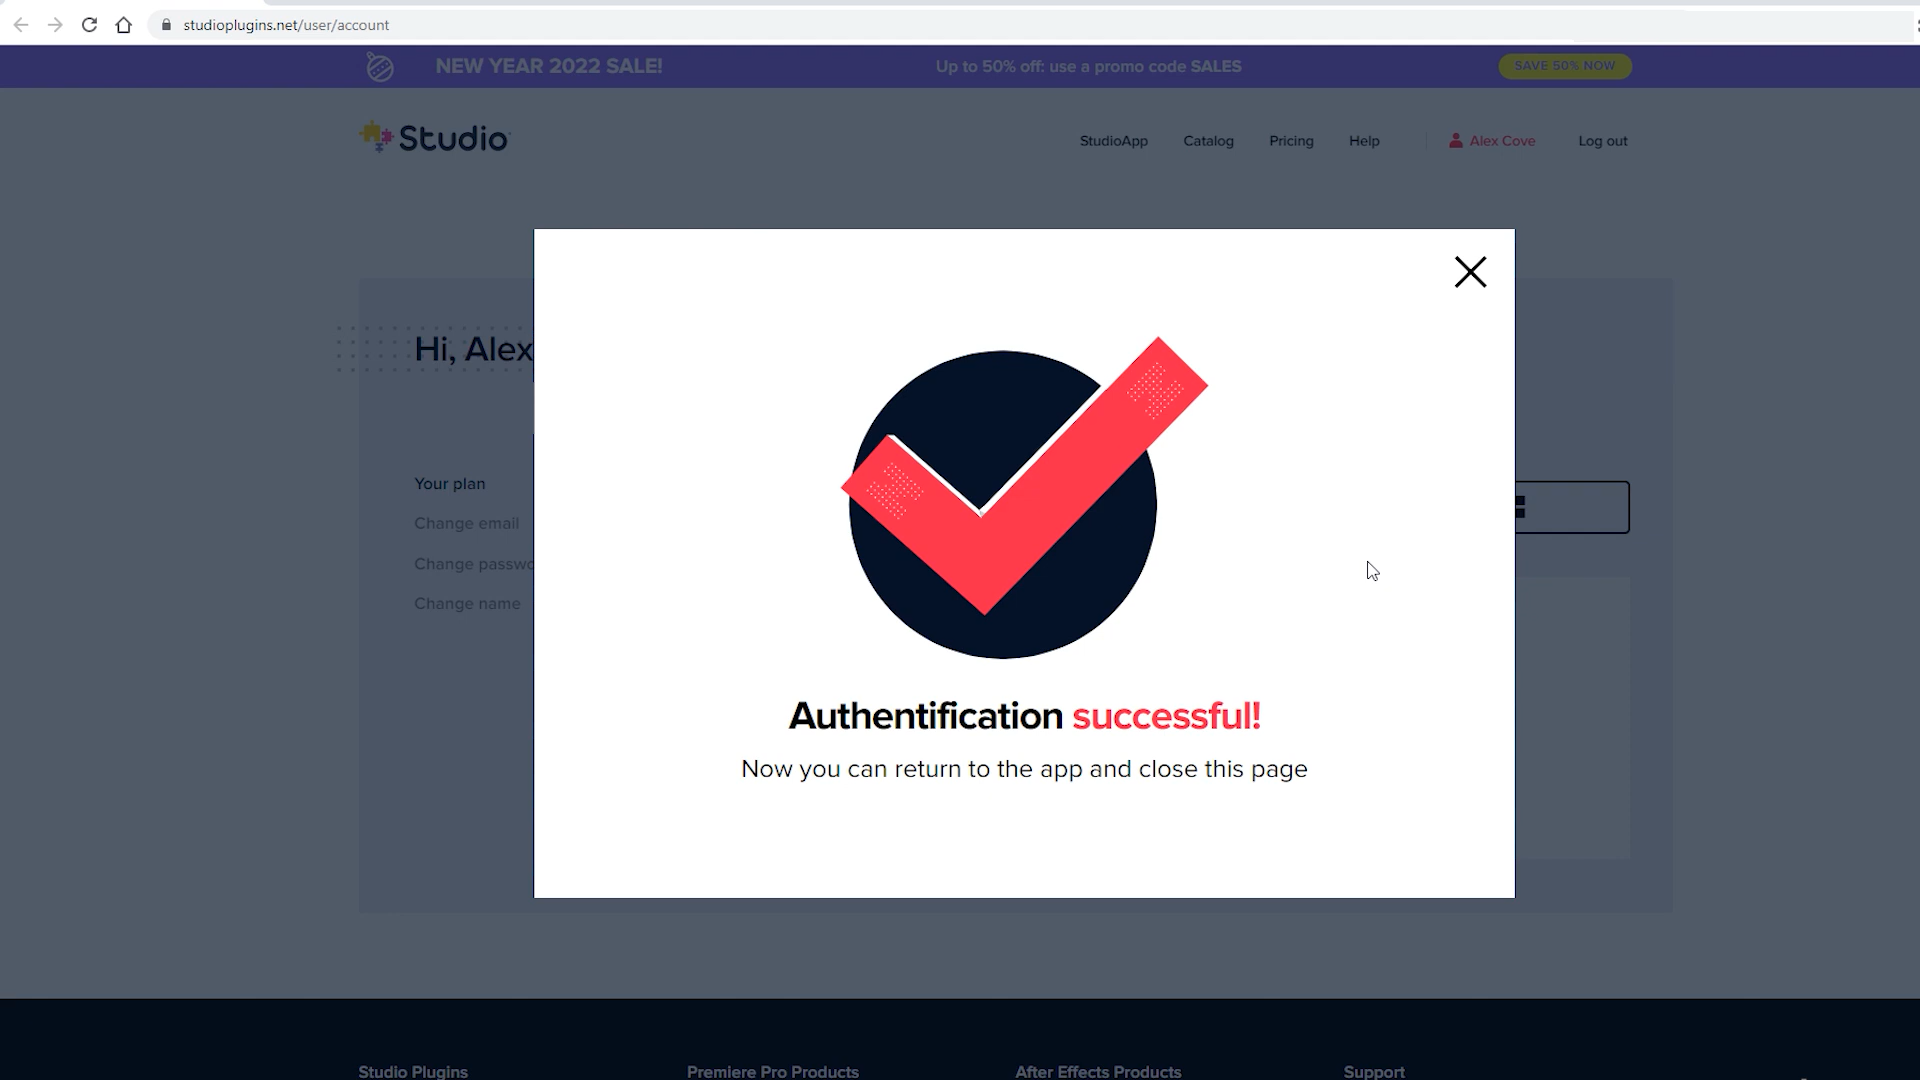 studioplugins.net/user/account
NEW YEAR 2022 SALE!
Up to 50% off: use a promo code SALES
SAVE 50% NOW
Studio
StudioApp
Catalog
Pricing
Help
Alex Cove
Log out
Hi, Alex
Your plan
Change email
Change passwo
Change name
Authentification successful!
Now you can return to the app and close this page
Studio Plugins
Premiere Pro Products
After Effects Products
Support